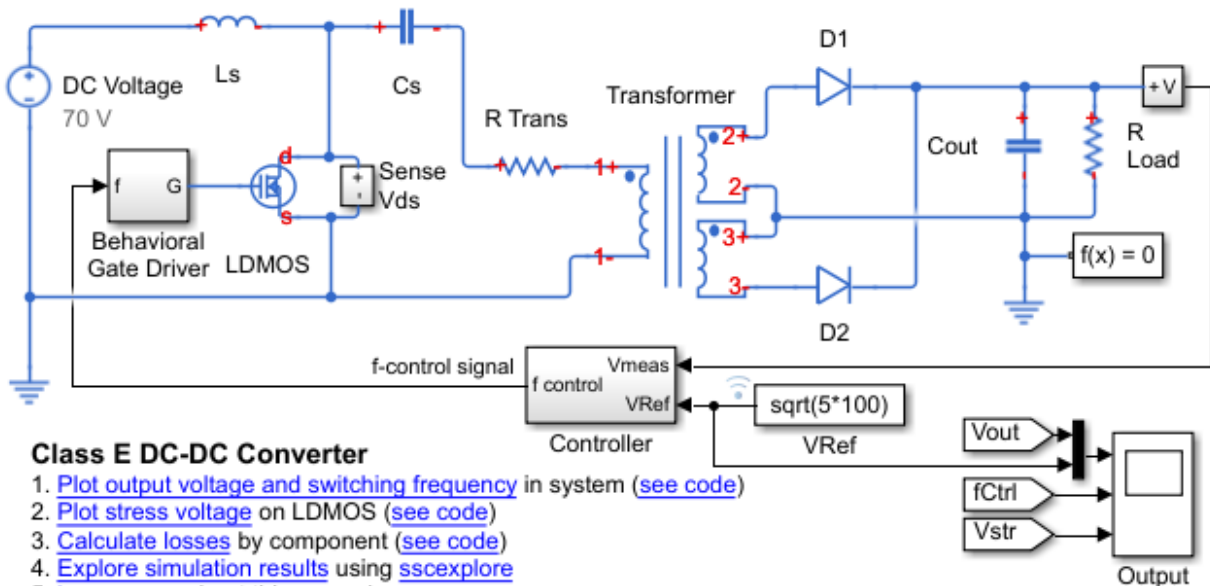 + -
+ -
D1
Ls
Cs
DC Voltage
70 V
Transformer
+ V
R Trans
2+
Cout
R
Load
d
f G
Sense
Vds
1+
2-
s
Behavioral
Gate Driver
LDMOS
3+
1-
f(x) = 0
3-
D2
f-control signal
Vmeas
f control
VRef
sqrt(5*100)
Controller
VRef
Vout
Class E DC-DC Converter
1. Plot output voltage and switching frequency in system (see code)
fCtrl
2. Plot stress voltage on LDMOS (see code)
Vstr
3. Calculate losses by component (see code)
4. Explore simulation results using sscexplore
Output